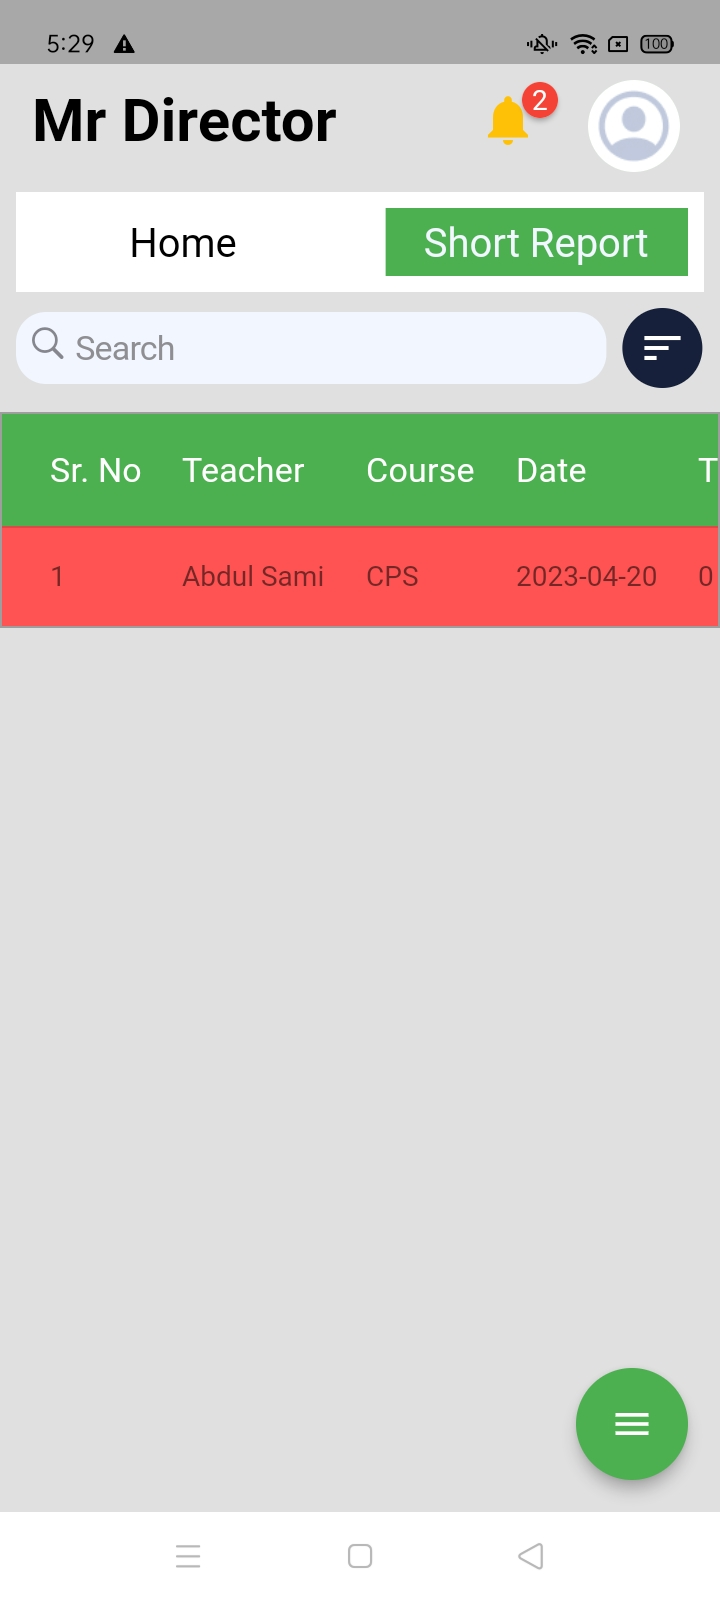 5:29 100
Mr Director 2
Home Short Report
Search
Sr. No Teacher Course Date T
1 Abdul Sami CPS 2023-04-20 0